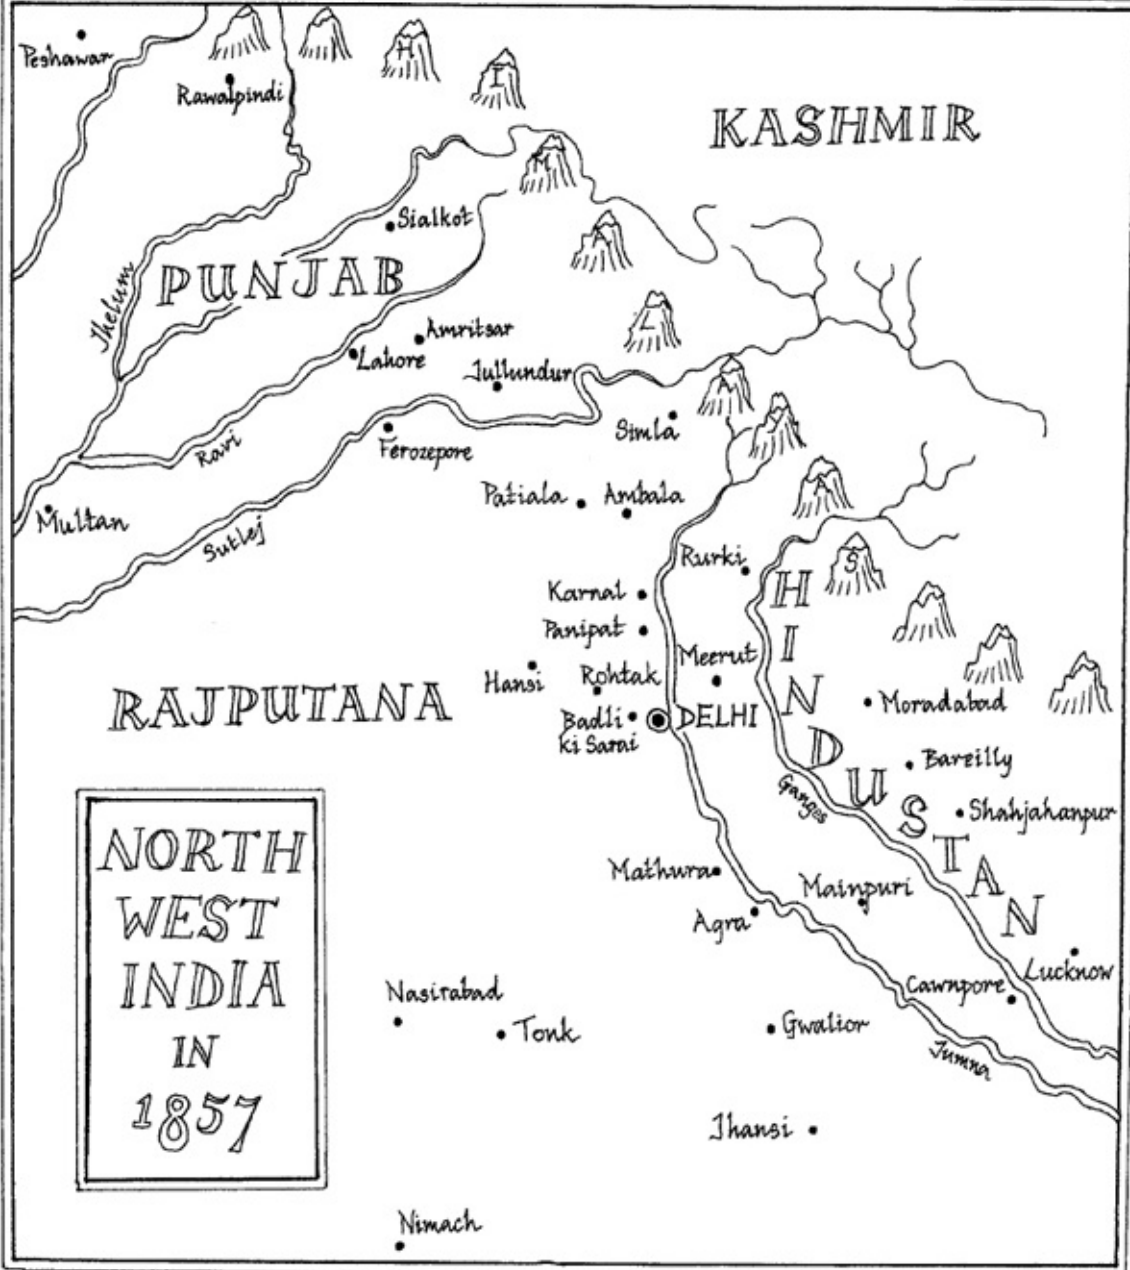 Peshawar
Rawalpindi
H
I
M
A
L
A
Y
A
S
KASHMIR
Sialkot
PUNJAB
Jhelum
Amritsar
Lahore
Jullundur
Ravi
Ferozepore
Simla
Multan
Sutlej
Patiala
Ambala
Rurki
Karnal
Panipat
Meerut
Hansi
Rohtak
RAJPUTANA
Badli
ki Sarai
DELHI
HINDUSTAN
Moradabad
Bareilly
Ganges
Shahjahanpur
Mathura
Mainpuri
Agra
Lucknow
Cawnpore
Nasirabad
Tonk
Gwalior
Jumna
Jhansi
Nimach
NORTH
WEST
INDIA
IN
1857